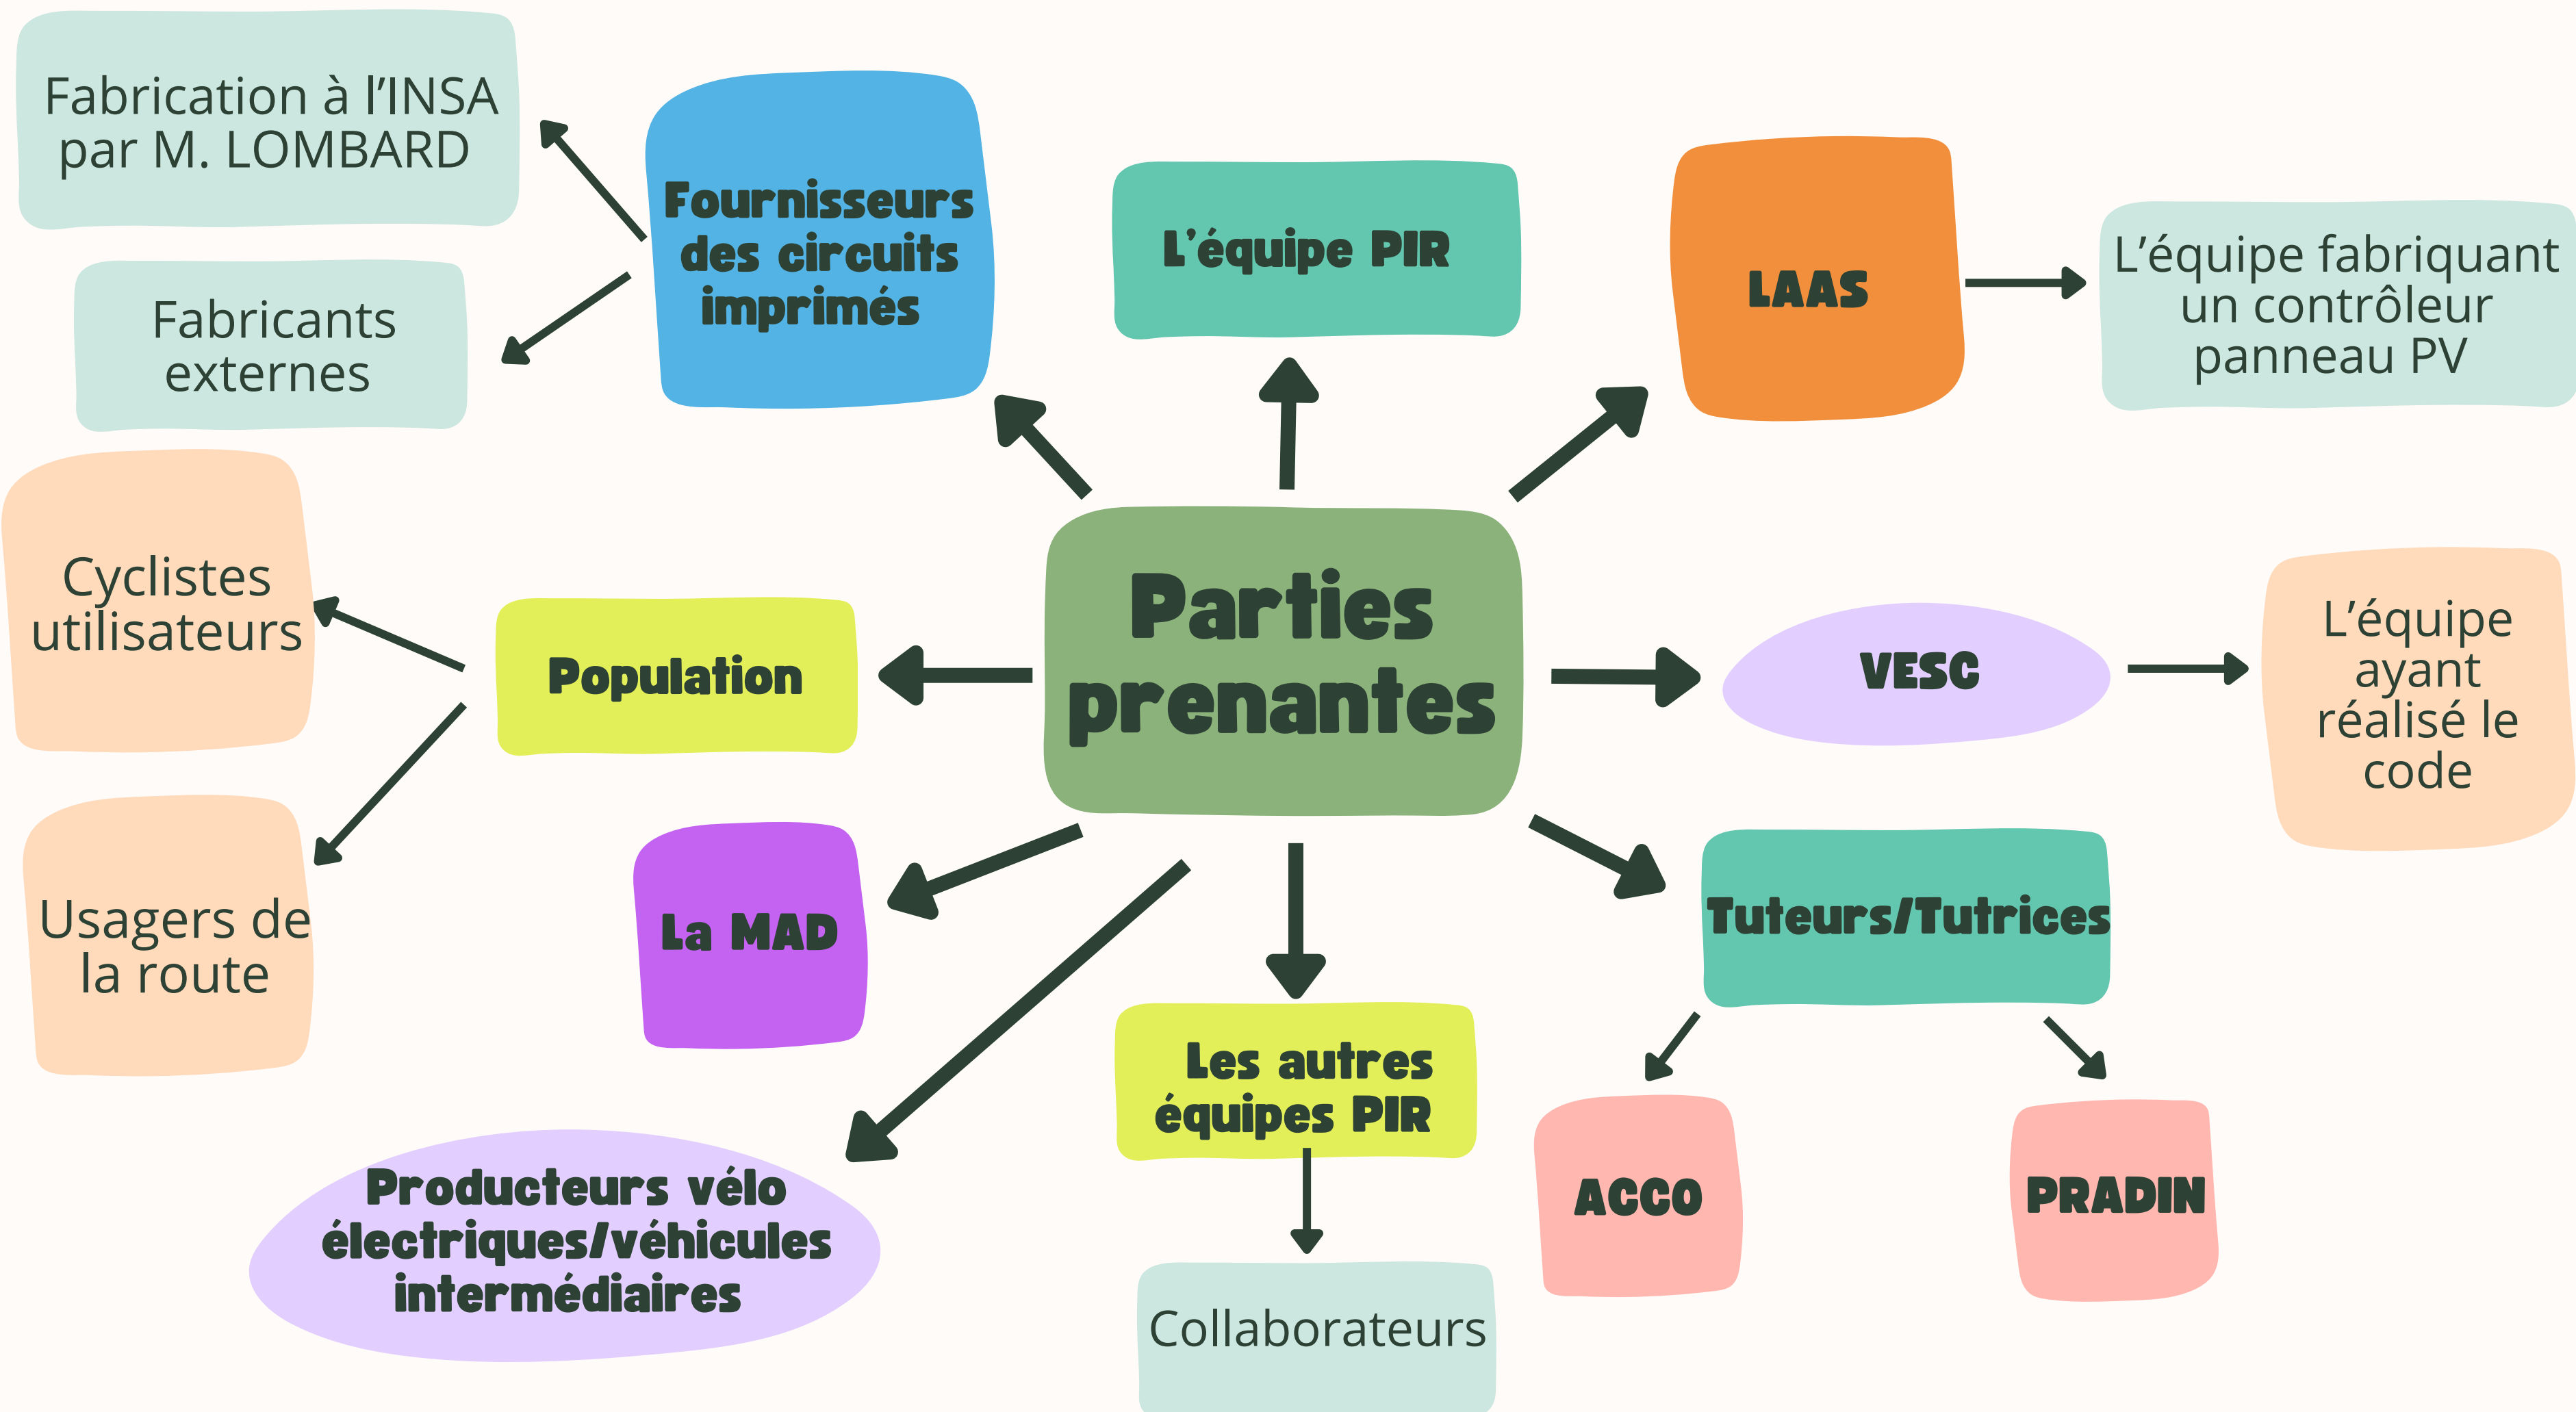 Fabrication à l’INSA
par M. LOMBARD
Fabricants
externes
Fournisseurs
des circuits
imprimés
L’équipe PIR
LAAS
L’équipe fabriquant
un contrôleur
panneau PV
Cyclistes
utilisateurs
Population
Parties
prenantes
VESC
L’équipe
ayant
réalisé le
code
Usagers de
la route
La MAD
Tuteurs/Tutrices
Les autres
équipes PIR
Producteurs vélo
électriques/véhicules
intermédiaires
ACCO
PRADIN
Collaborateurs